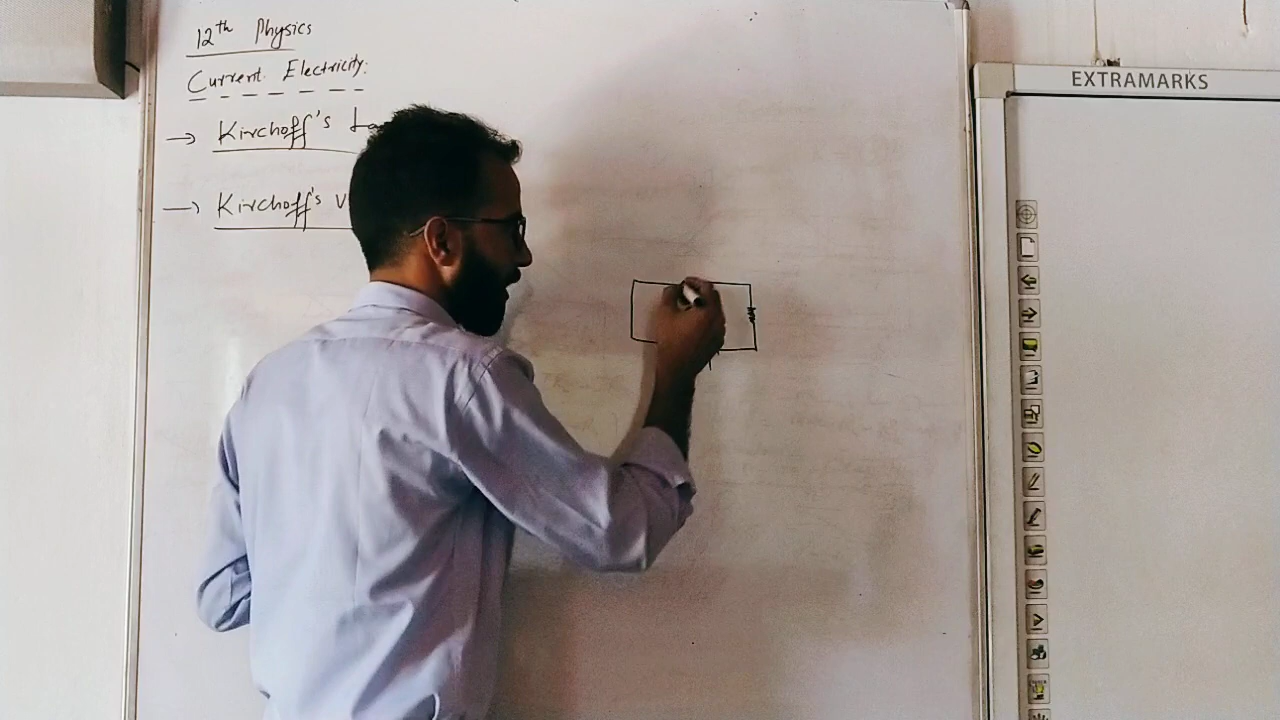 12th Physics
Current Electricity:
→ Kirchoff's
→ Kirchoff's V
EXTRAMARKS